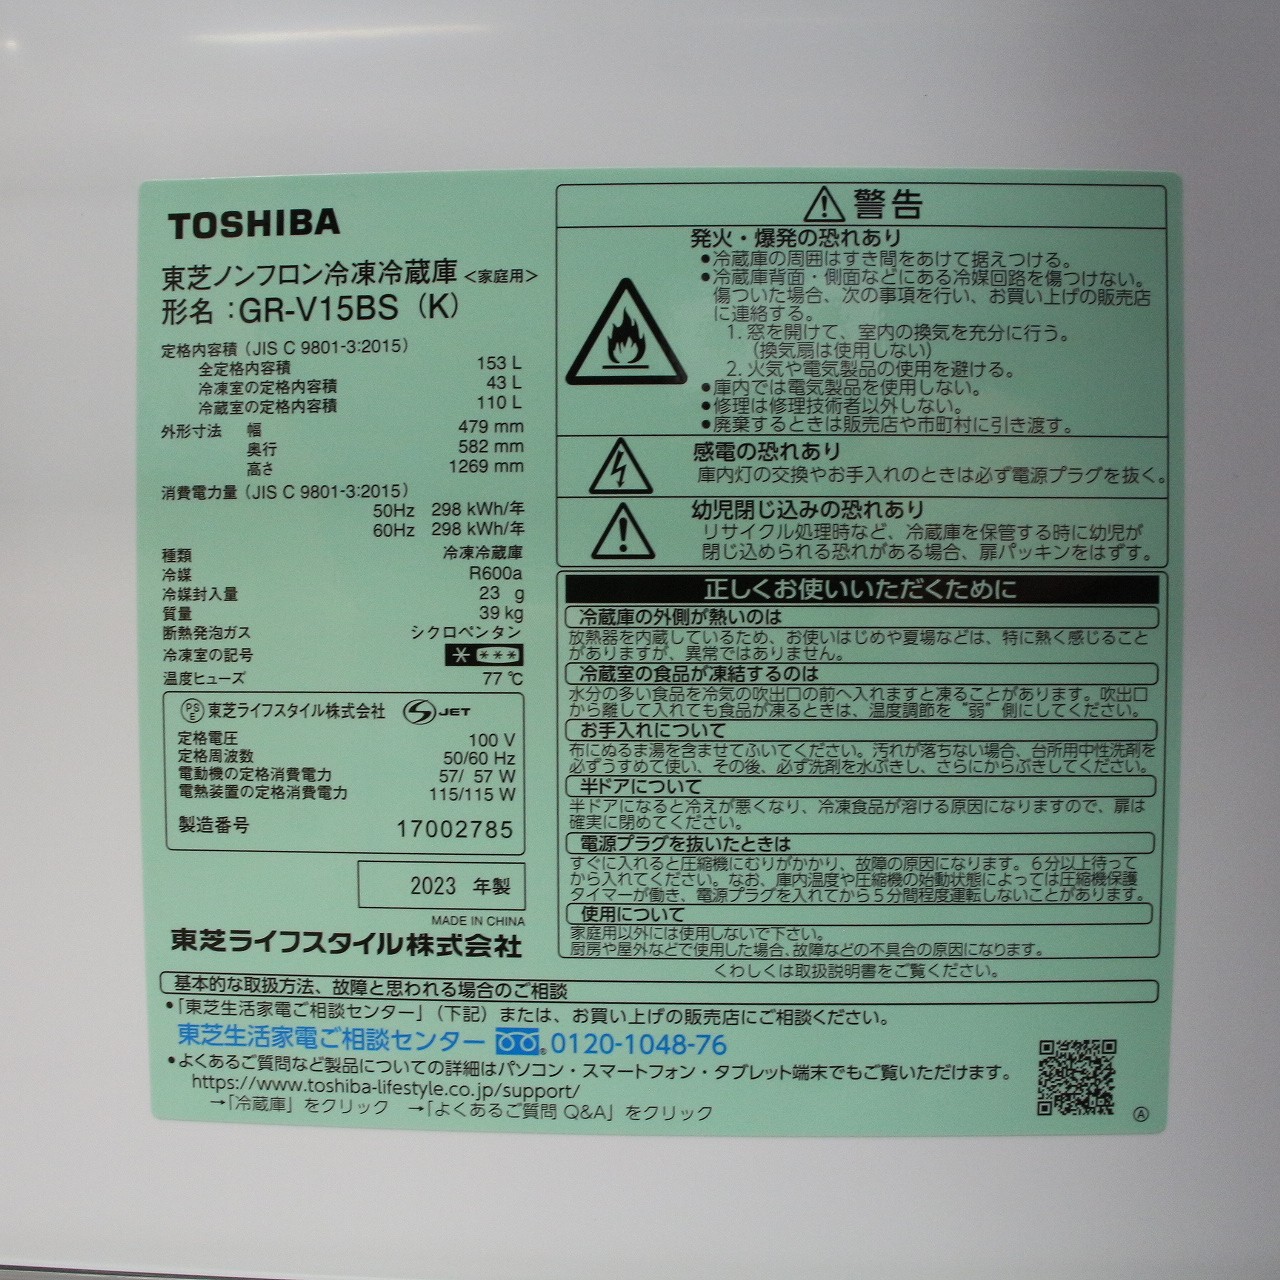 TOSHIBA
東芝ノンフロン冷凍冷蔵庫<家庭用>
形名:GR-V15BS (K)
定格内容積 (JIS C 9801-3:2015)
全定格内容積 153 L
冷凍室の定格内容積 43 L
冷蔵室の定格内容積 110 L
外形寸法 幅 479 mm
奥行 582 mm
高さ 1269 mm
消費電力量 (JIS C 9801-3:2015)
50Hz 298 kWh/年
60Hz 298 kWh/年
種類 冷凍冷蔵庫
冷媒 R600a
冷媒封入量 23 g
質量 39 kg
断熱発泡ガス シクロペンタン
冷凍室の記号 * ***
温度ヒューズ 77 ℃
PSE 東芝ライフスタイル株式会社 S JET
定格電圧 100 V
定格周波数 50/60 Hz
電動機の定格消費電力 57/ 57 W
電熱装置の定格消費電力 115/115 W
製造番号 17002785
2023 年製
MADE IN CHINA
東芝ライフスタイル株式会社
警告
発火・爆発の恐れあり
●冷蔵庫の周囲はすき間をあけて据えつける。
●冷蔵庫背面・側面などにある冷媒回路を傷つけない。
傷ついた場合、次の事項を行い、お買い上げの販売店
に連絡する。
1. 窓を開けて、室内の換気を充分に行う。
(換気扇は使用しない)
2. 火気や電気製品の使用を避ける。
●庫内では電気製品を使用しない。
●修理は修理技術者以外しない。
●廃棄するときは販売店や市町村に引き渡す。
感電の恐れあり
庫内灯の交換やお手入れのときは必ず電源プラグを抜く。
幼児閉じ込みの恐れあり
リサイクル処理時など、冷蔵庫を保管する時に幼児が
閉じ込められる恐れがある場合、扉パッキンをはずす。
正しくお使いいただくために
冷蔵庫の外側が熱いのは
放熱器を内蔵しているため、お使いはじめや夏場などは、特に熱く感じること
がありますが、異常ではありません。
冷蔵室の食品が凍結するのは
水分の多い食品を冷気の吹出口の前へ入れますと凍ることがあります。吹出口
から離して入れても食品が凍るときは、温度調節を“弱”側にしてください。
お手入れについて
布にぬるま湯を含ませてふいてください。汚れが落ちない場合、台所用中性洗剤を
必ずうすめて使い、その後、必ず洗剤を水ぶきし、さらにからぶきしてください。
半ドアについて
半ドアになると冷えが悪くなり、冷凍食品が溶ける原因になりますので、扉は
確実に閉めてください。
電源プラグを抜いたときは
すぐに入れると圧縮機にむりがかかり、故障の原因になります。6分以上待って
から入れてください。なお、庫内温度や圧縮機の始動状態によっては圧縮機保護
タイマーが働き、電源プラグを入れてから5分間程度運転しないことがあります。
使用について
家庭用以外には使用しないで下さい。
厨房や屋外などで使用した場合、故障などの不具合の原因になります。
くわしくは取扱説明書をご覧ください。
基本的な取扱方法、故障と思われる場合のご相談
●「東芝生活家電ご相談センター」(下記) または、お買い上げの販売店にご相談ください。
東芝生活家電ご相談センター 0120-1048-76
●よくあるご質問など製品についての詳細はパソコン・スマートフォン・タブレット端末でもご覧いただけます。
https://www.toshiba-lifestyle.co.jp/support/
→「冷蔵庫」をクリック →「よくあるご質問 Q&A」をクリック
Ⓐ